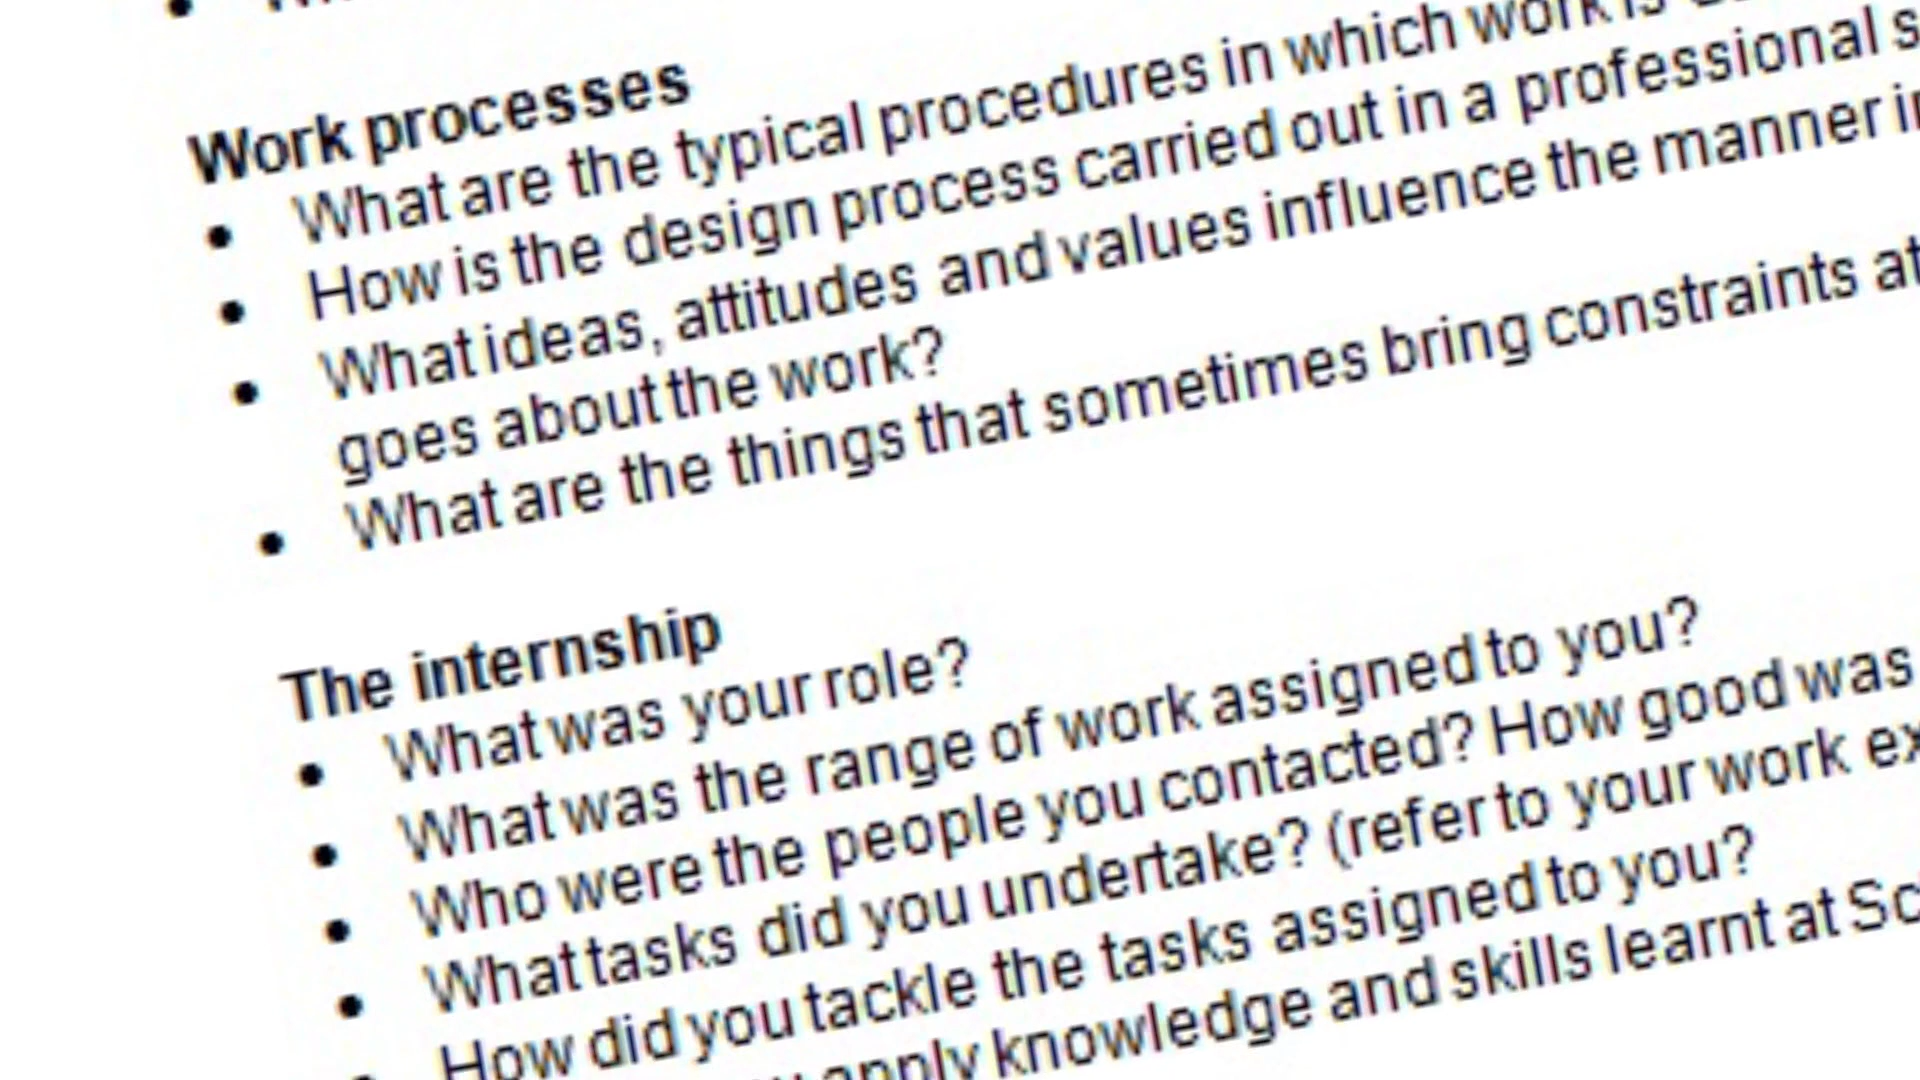 Work processes
• What are the typical procedures in which work is
• How is the design process carried out in a professional
• What ideas, attitudes and values influence the manner
goes about the work?
• What are the things that sometimes bring constraints
The internship
• What was your role?
• What was the range of work assigned to you?
• Who were the people you contacted? How good was
• What tasks did you undertake? (refer to your work
• How did you tackle the tasks assigned to you?
apply knowledge and skills learnt at